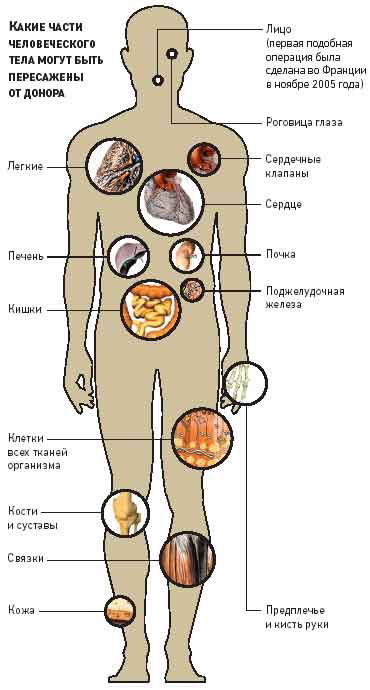 КАКИЕ ЧАСТИ
ЧЕЛОВЕЧЕСКОГО
ТЕЛА МОГУТ БЫТЬ
ПЕРЕСАЖЕНЫ
ОТ ДОНОРА
Лицо
(первая подобная
операция была
сделана во Франции
в ноябре 2005 года)
Роговица глаза
Легкие
Сердечные
клапаны
Сердце
Печень
Почка
Кишки
Поджелудочная
железа
Клетки
всех тканей
организма
Кости
и суставы
Связки
Кожа
Предплечье
и кисть руки